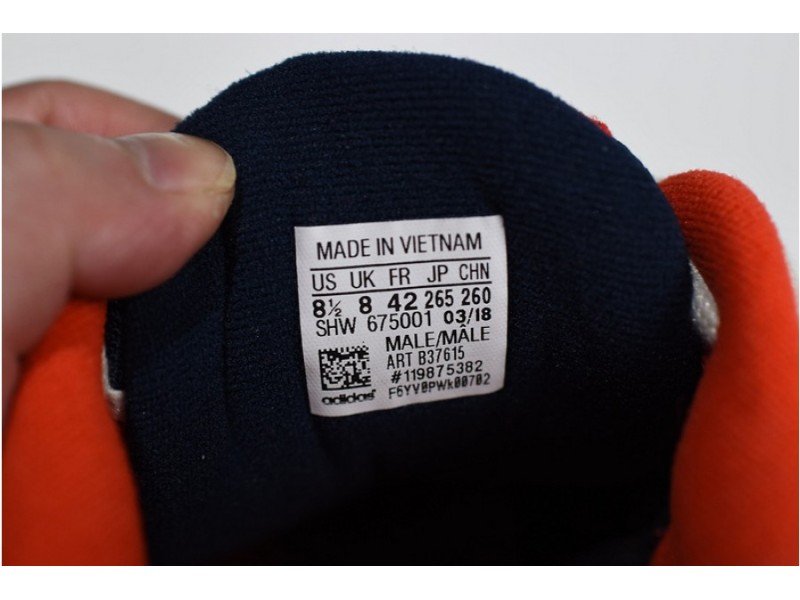 MADE IN VIETNAM
US UK FR JP CHN
8½ 8 42 265 260
SHW 675001 03/18
MALE/MÂLE
ART B37615
#119875382
F6YV0PWk00702
adidas